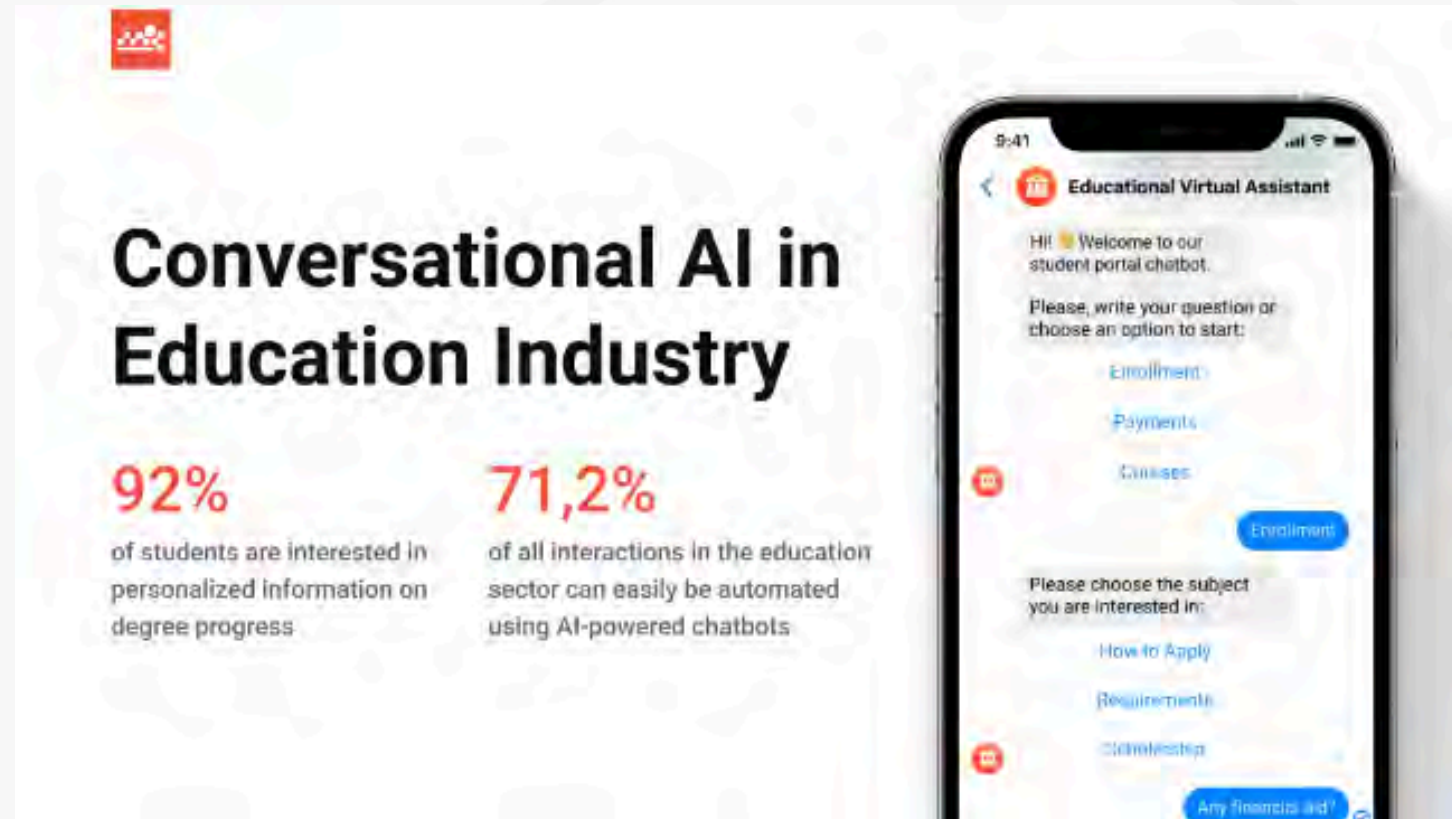 Conversational AI in
Education Industry
92%
of students are interested in
personalized information on
degree progress
71,2%
of all interactions in the education
sector can easily be automated
using AI-powered chatbots
9:41
Educational Virtual Assistant
Hi! 👋 Welcome to our
student portal chatbot.
Please, write your question or
choose an option to start:
Enrollment
Payments
Courses
Enrollment
Please choose the subject
you are interested in:
How to Apply
Requirements
Scholarship
Any financial aid?